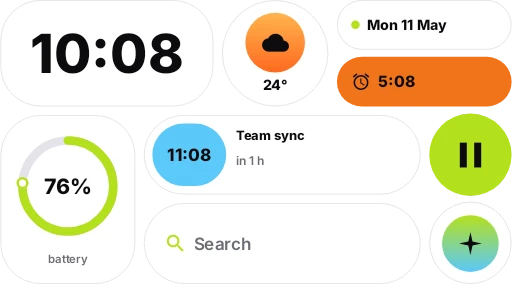 10:08
24°
Mon 11 May
5:08
76%
battery
11:08
Team sync
in 1 h
Search